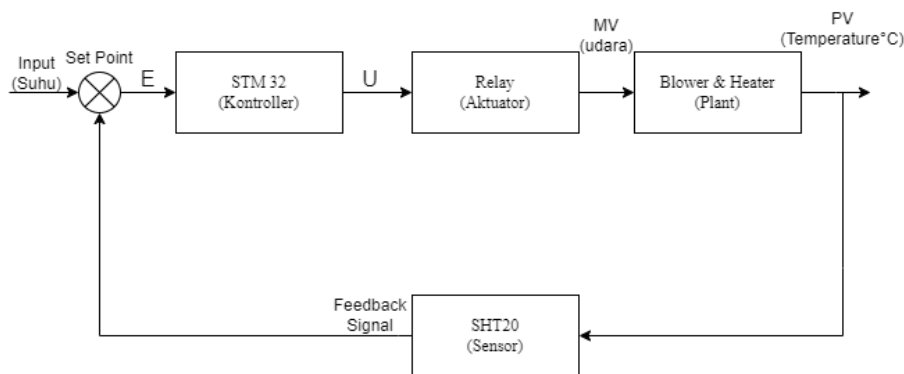 Input
(Suhu)
Set Point
E
STM 32
(Kontroller)
U
Relay
(Aktuator)
MV
(udara)
Blower & Heater
(Plant)
PV
(Temperature°C)
Feedback
Signal
SHT20
(Sensor)